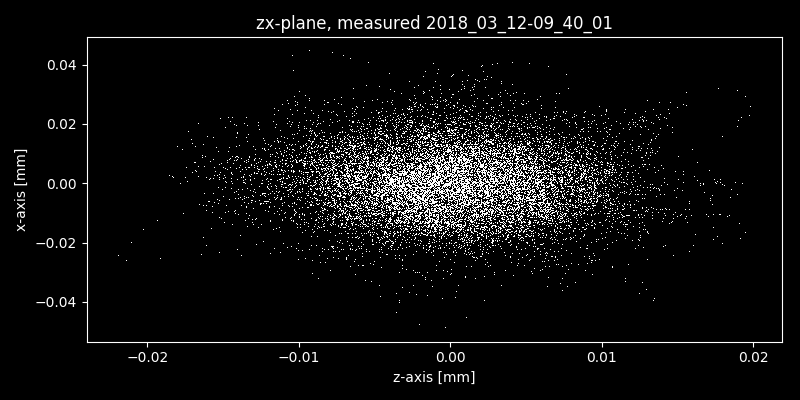 zx-plane, measured 2018_03_12-09_40_01
0.04
0.02
0.00
−0.02
−0.04
x-axis [mm]
−0.02 −0.01 0.00 0.01 0.02
z-axis [mm]